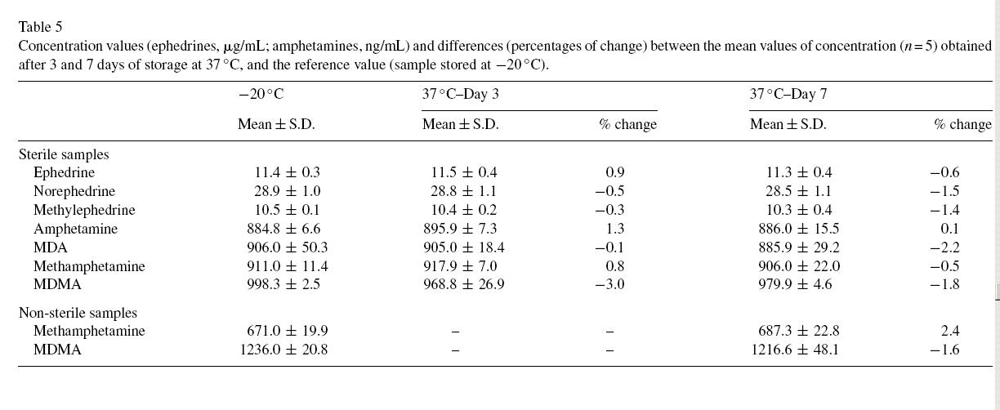 Table 5
Concentration values (ephedrines, μg/mL; amphetamines, ng/mL) and differences (percentages of change) between the mean values of concentration (n = 5) obtained
after 3 and 7 days of storage at 37 °C, and the reference value (sample stored at −20 °C).
−20 °C 37 °C–Day 3 37 °C–Day 7
Mean ± S.D. Mean ± S.D. % change Mean ± S.D. % change
Sterile samples
Ephedrine 11.4 ± 0.3 11.5 ± 0.4 0.9 11.3 ± 0.4 −0.6
Norephedrine 28.9 ± 1.0 28.8 ± 1.1 −0.5 28.5 ± 1.1 −1.5
Methylephedrine 10.5 ± 0.1 10.4 ± 0.2 −0.3 10.3 ± 0.4 −1.4
Amphetamine 884.8 ± 6.6 895.9 ± 7.3 1.3 886.0 ± 15.5 0.1
MDA 906.0 ± 50.3 905.0 ± 18.4 −0.1 885.9 ± 29.2 −2.2
Methamphetamine 911.0 ± 11.4 917.9 ± 7.0 0.8 906.0 ± 22.0 −0.5
MDMA 998.3 ± 2.5 968.8 ± 26.9 −3.0 979.9 ± 4.6 −1.8
Non-sterile samples
Methamphetamine 671.0 ± 19.9 – – 687.3 ± 22.8 2.4
MDMA 1236.0 ± 20.8 – – 1216.6 ± 48.1 −1.6